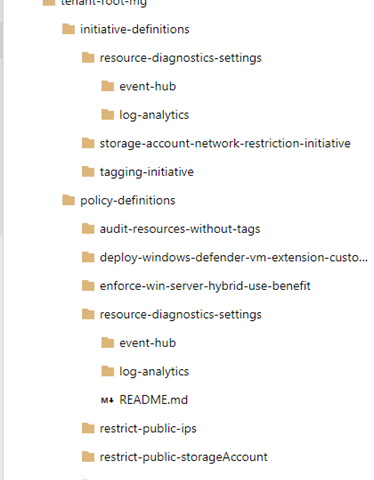 tenant-root-mg
initiative-definitions
resource-diagnostics-settings
event-hub
log-analytics
storage-account-network-restriction-initiative
tagging-initiative
policy-definitions
audit-resources-without-tags
deploy-windows-defender-vm-extension-custo...
enforce-win-server-hybrid-use-benefit
resource-diagnostics-settings
event-hub
log-analytics
M↓ README.md
restrict-public-ips
restrict-public-storageAccount